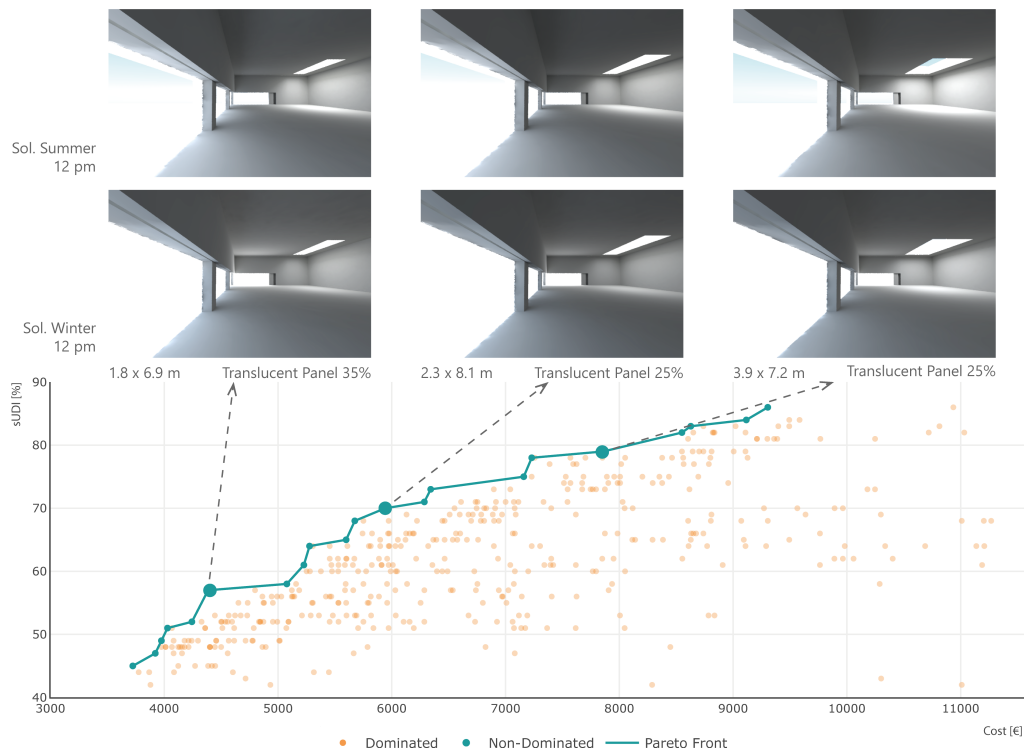 Sol. Summer
12 pm
Sol. Winter
12 pm
1.8 x 6.9 m
Translucent Panel 35%
2.3 x 8.1 m
Translucent Panel 25%
3.9 x 7.2 m
Translucent Panel 25%
sUDI [%]
90
80
70
60
50
40
3000
4000
5000
6000
7000
8000
9000
10000
11000
Cost [€]
Dominated
Non-Dominated
Pareto Front